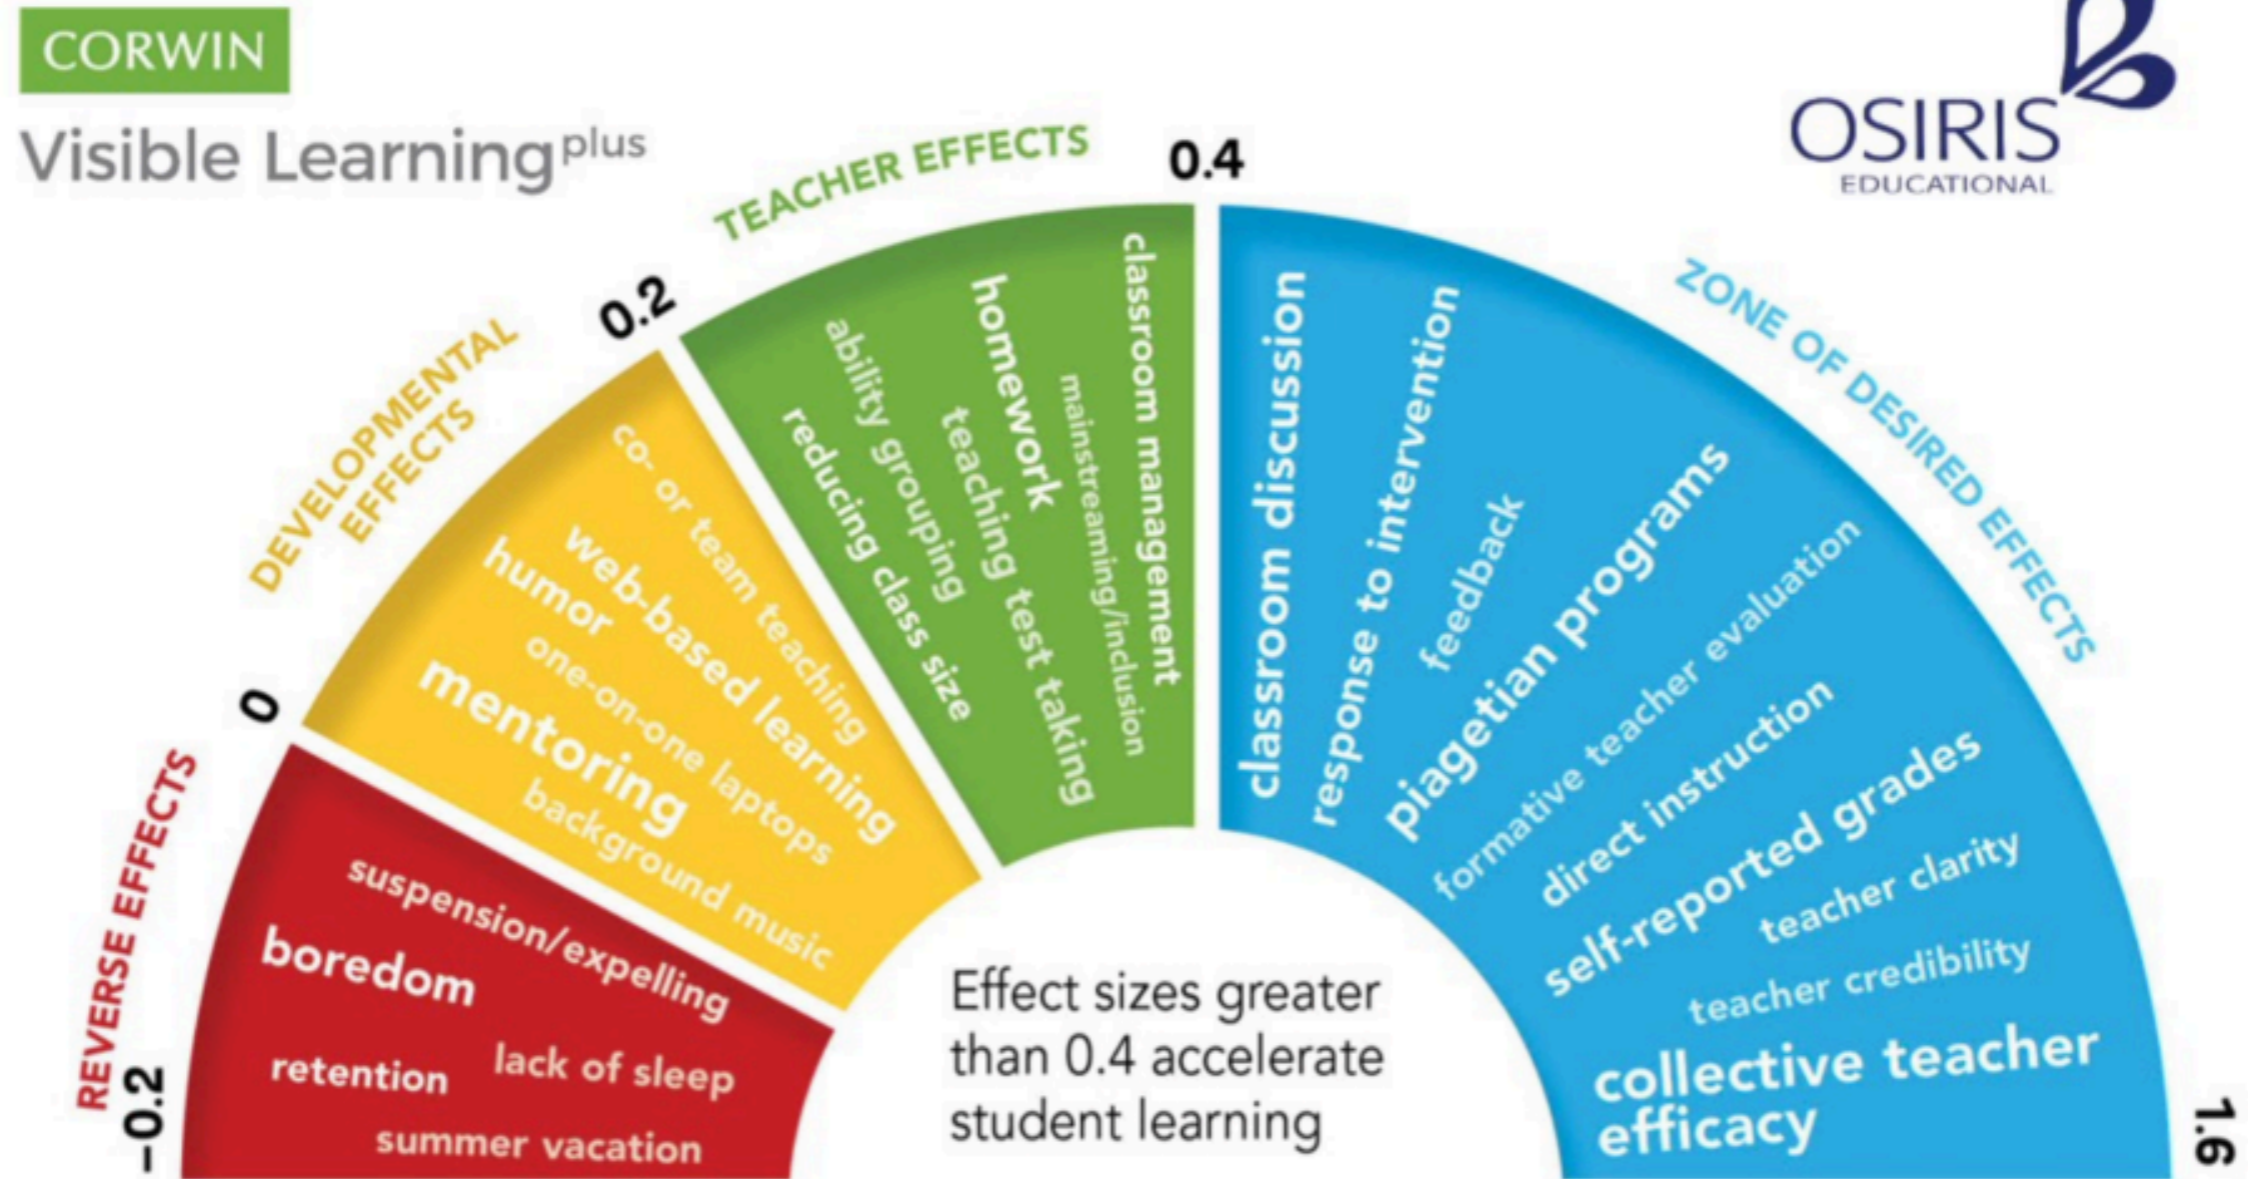 CORWIN
Visible Learning plus
OSIRIS
EDUCATIONAL
REVERSE EFFECTS
DEVELOPMENTAL
EFFECTS
TEACHER EFFECTS
ZONE OF DESIRED EFFECTS
–0.2
0
0.2
0.4
1.6
suspension/expelling
boredom
lack of sleep
retention
summer vacation
co- or team teaching
web-based learning
humor
one-on-one laptops
mentoring
background music
reducing class size
ability grouping
teaching test taking
homework
mainstreaming/inclusion
classroom management
classroom discussion
response to intervention
feedback
piagetian programs
formative teacher evaluation
direct instruction
self-reported grades
teacher clarity
teacher credibility
collective teacher
efficacy
Effect sizes greater
than 0.4 accelerate
student learning